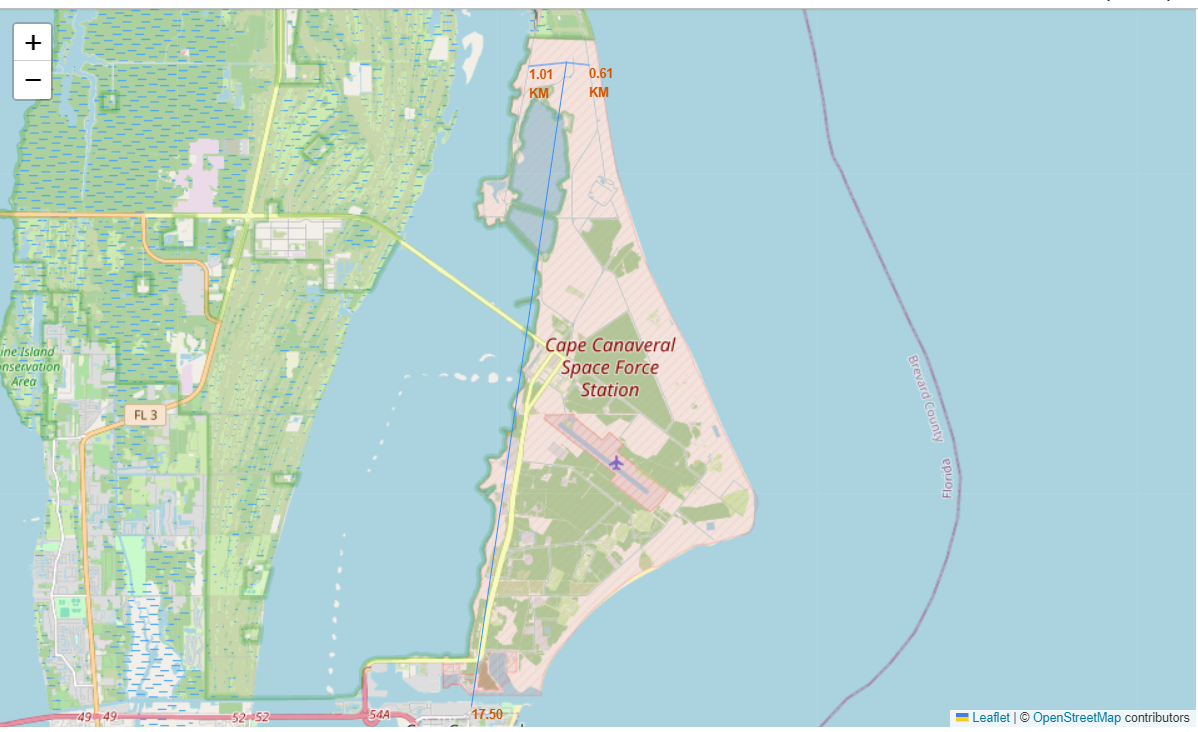 +
−
1.01
KM
0.61
KM
Cape Canaveral
Space Force
Station
ine Island
nservation
Area
FL 3
Brevard County
Florida
49 49
52 52
54A
17.50
Leaflet | © OpenStreetMap contributors